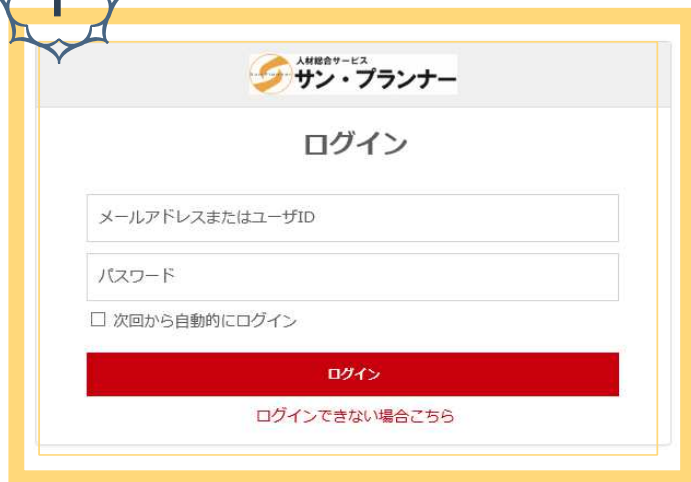 人材総合サービス
サン・プランナー
ログイン
メールアドレスまたはユーザID
パスワード
次回から自動的にログイン
ログイン
ログインできない場合こちら